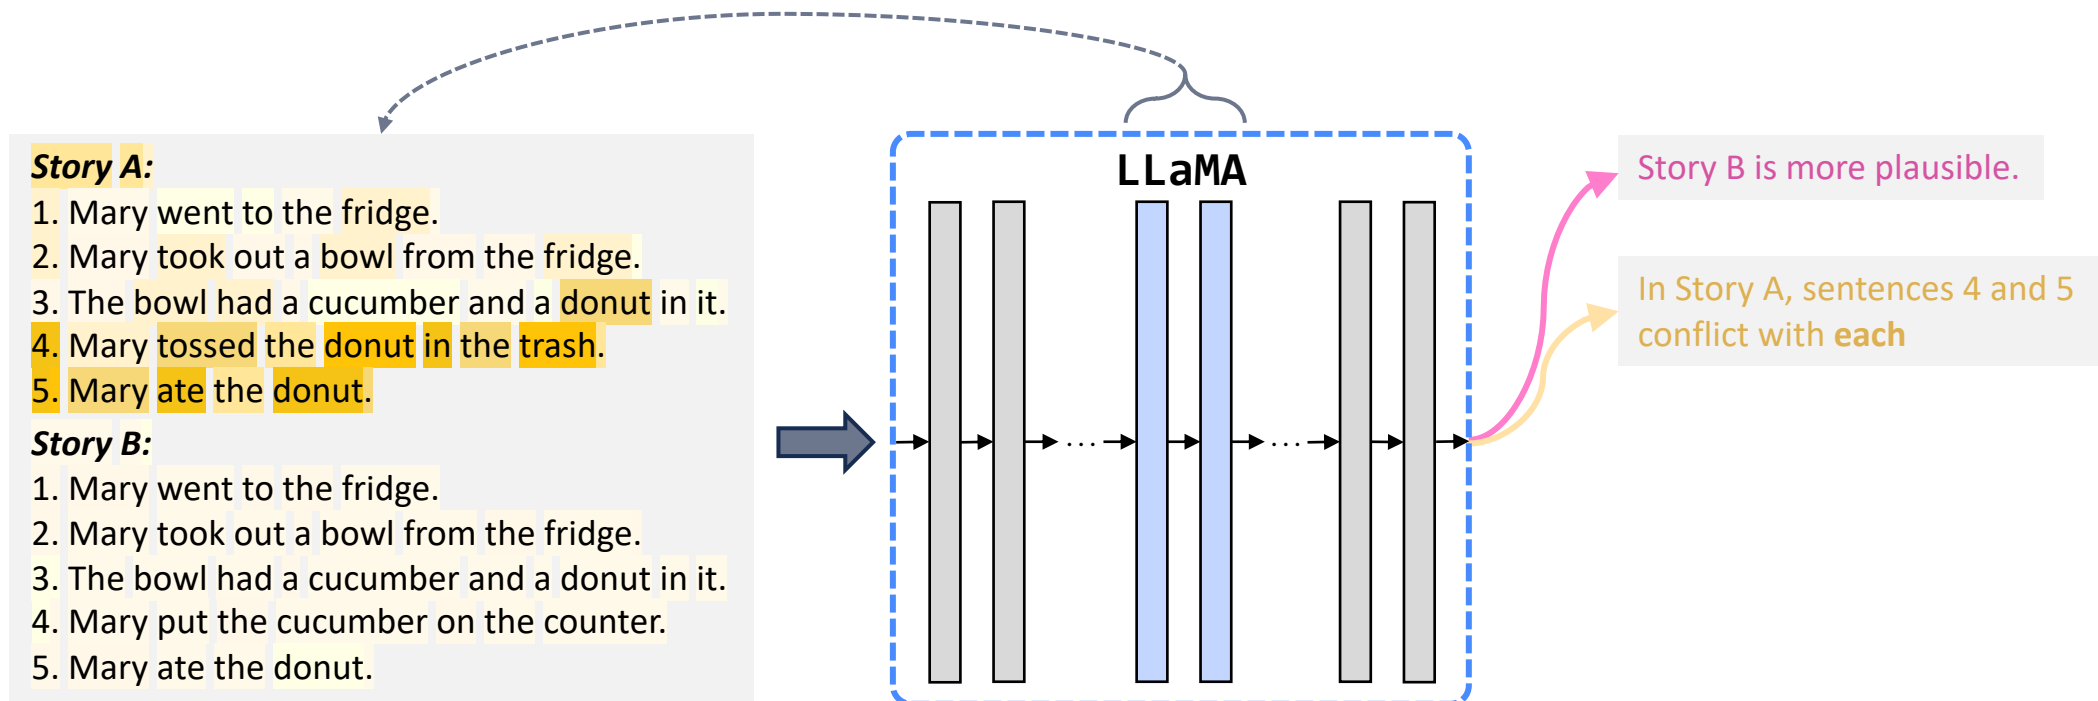 Story A:
1. Mary went to the fridge.
2. Mary took out a bowl from the fridge.
3. The bowl had a cucumber and a donut in it.
4. Mary tossed the donut in the trash.
5. Mary ate the donut.
Story B:
1. Mary went to the fridge.
2. Mary took out a bowl from the fridge.
3. The bowl had a cucumber and a donut in it.
4. Mary put the cucumber on the counter.
5. Mary ate the donut.
LLaMA
...
...
Story B is more plausible.
In Story A, sentences 4 and 5
conflict with each